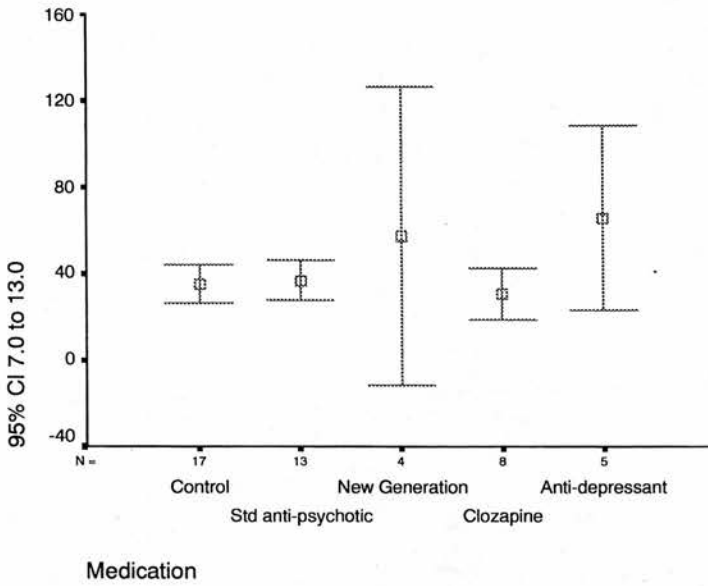 160
120
80
40
0
-40
95% CI 7.0 to 13.0
N = 17 13 4 8 5
Control New Generation Anti-depressant
Std anti-psychotic Clozapine
Medication